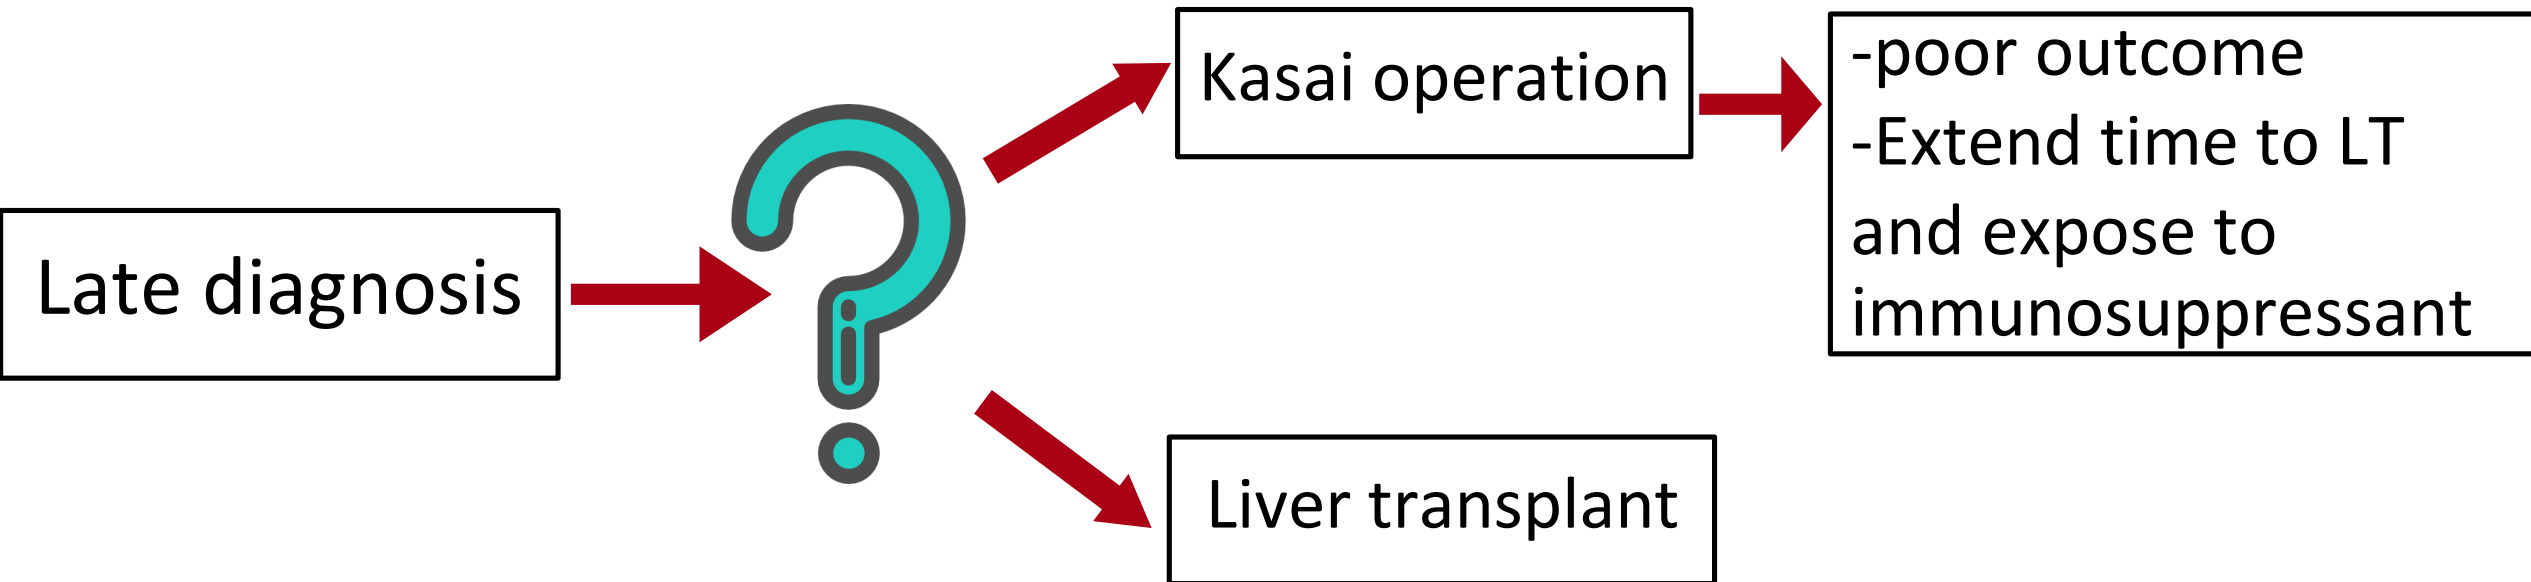 Late diagnosis
Kasai operation
-poor outcome
-Extend time to LT
and expose to
immunosuppressant
Liver transplant